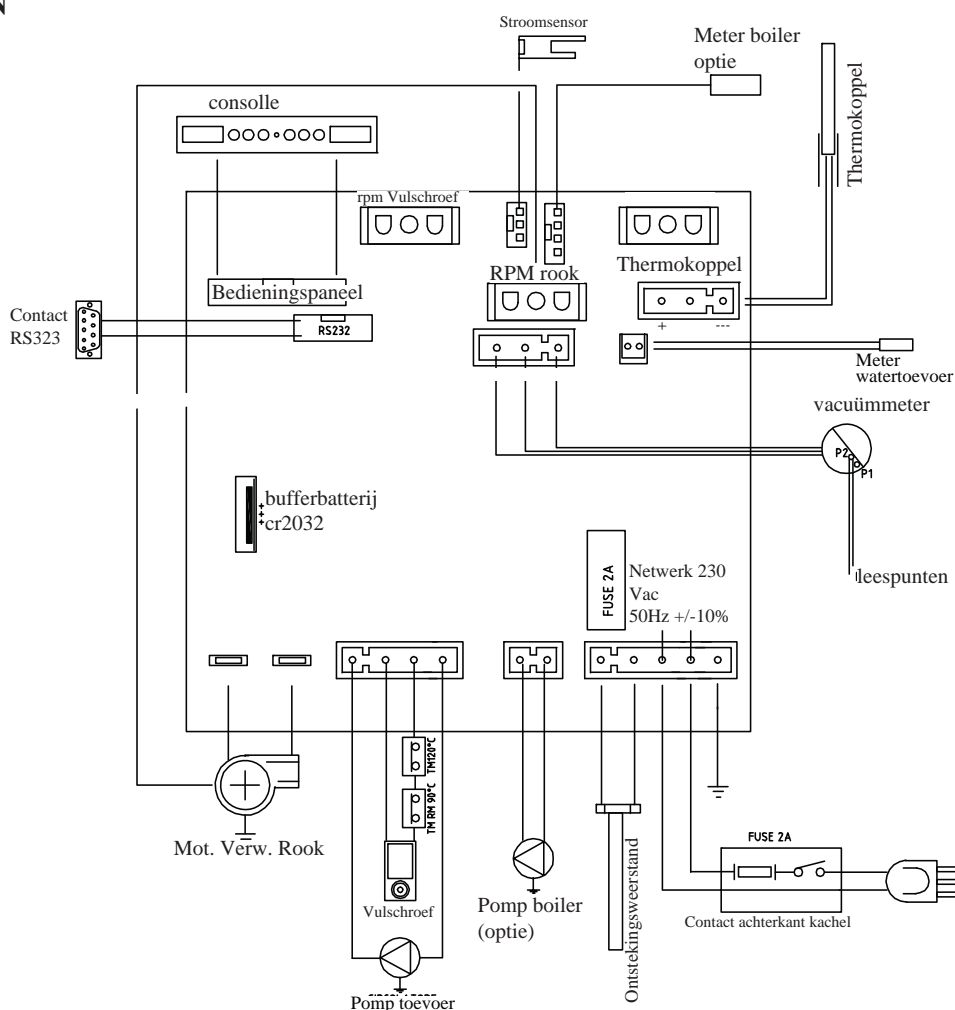 N
Stroomsensor
Meter boiler
optie
consolle
Thermokoppel
rpm Vulschroef
RPM rook
Thermokoppel
Bedieningspaneel
+
---
Contact
RS323
RS232
Meter
watertoevoer
vacuümmeter
P2
P1
bufferbatterij
cr2032
+
+
+
leespunten
FUSE 2A
Netwerk 230
Vac
50Hz +/-10%
TM120°C
TM RM 90°C
Mot. Verw. Rook
Vulschroef
Pomp boiler
(optie)
Ontstekingsweerstand
FUSE 2A
Contact achterkant kachel
Pomp toevoer